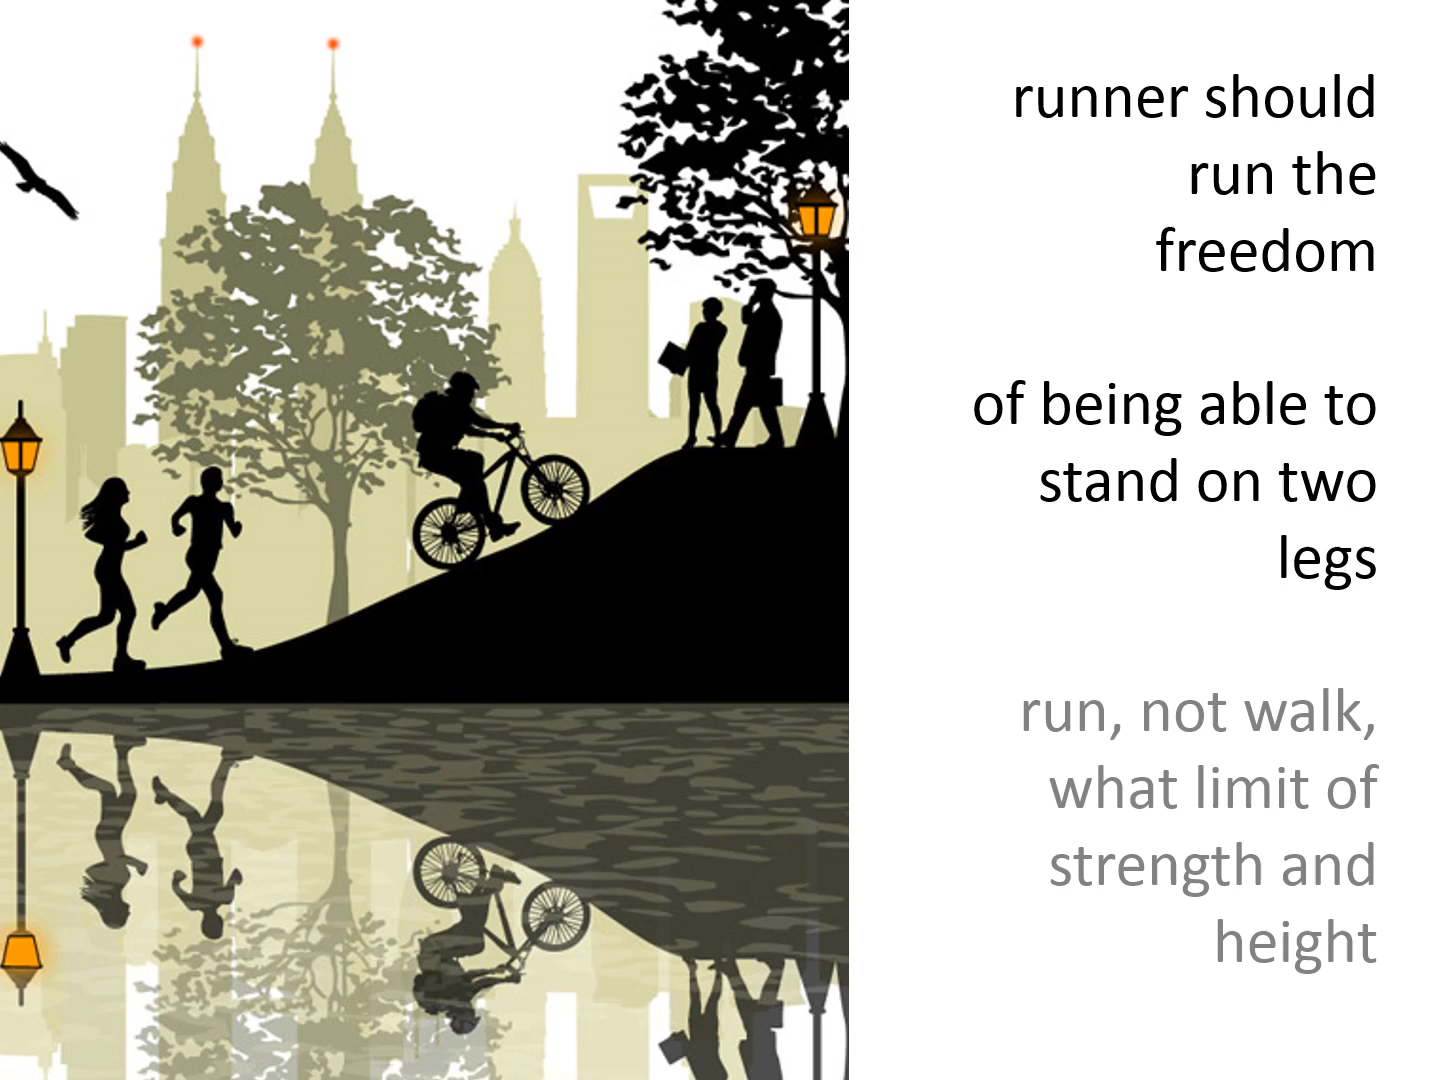 runner should
run the
freedom
of being able to
stand on two
legs
run, not walk,
what limit of
strength and
height